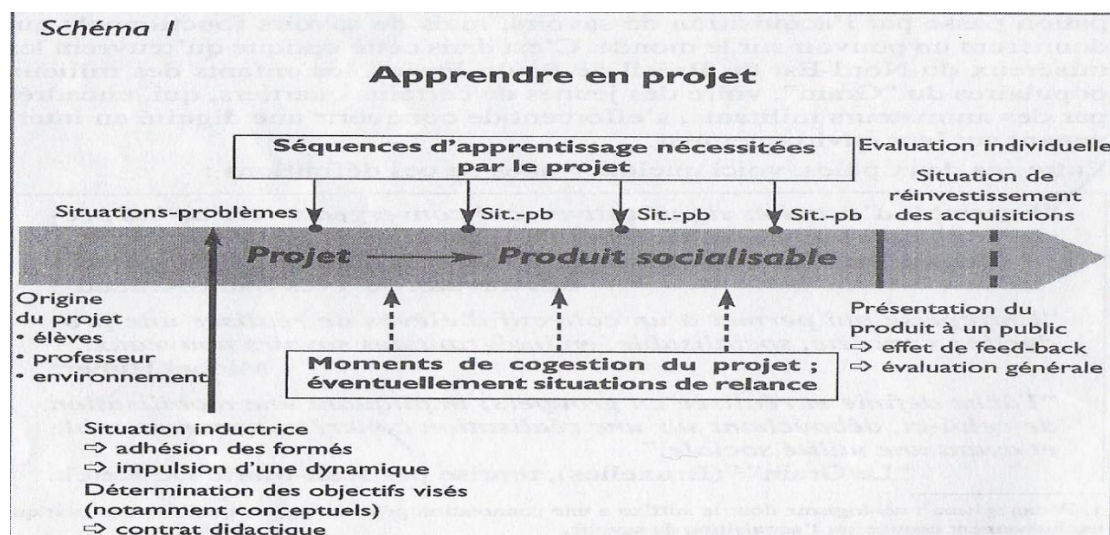 Schéma I
Apprendre en projet
Séquences d'apprentissage nécessitées
par le projet
Evaluation individuelle
Situations de
réinvestissement
des acquisitions
Situations-problèmes
Sit.-pb
Sit.-pb
Sit.-pb
Projet
Produit socialisable
Origine
du projet
• élèves
• professeur
• environnement
Moments de cogestion du projet ;
éventuellement situations de relance
Présentation du
produit à un public
⇨ effet de feed-back
⇨ évaluation générale
Situation inductrice
⇨ adhésion des formés
⇨ impulsion d'une dynamique
Détermination des objectifs visés
(notamment conceptuels)
⇨ contrat didactique